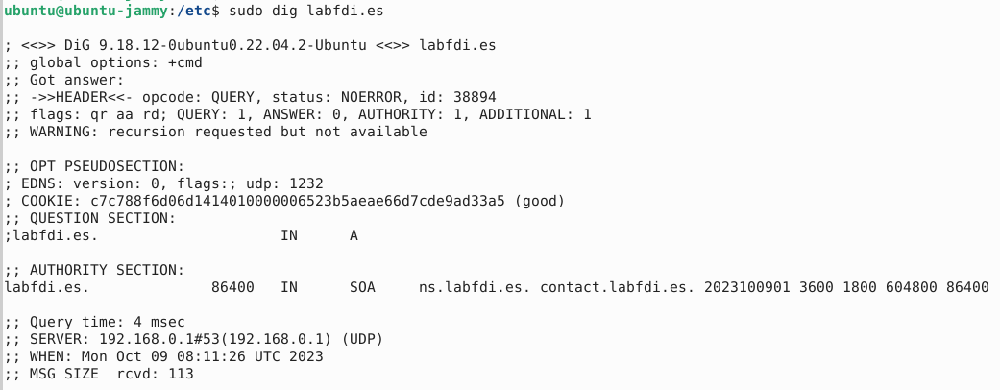 ubuntu@ubuntu-jammy:/etc$ sudo dig labfdi.es
; <<>> DiG 9.18.12-0ubuntu0.22.04.2-Ubuntu <<>> labfdi.es
;; global options: +cmd
;; Got answer:
;; ->>HEADER<<- opcode: QUERY, status: NOERROR, id: 38894
;; flags: qr aa rd; QUERY: 1, ANSWER: 0, AUTHORITY: 1, ADDITIONAL: 1
;; WARNING: recursion requested but not available
;; OPT PSEUDOSECTION:
; EDNS: version: 0, flags:; udp: 1232
; COOKIE: c7c788f6d06d1414010000006523b5aeae66d7cde9ad33a5 (good)
;; QUESTION SECTION:
;labfdi.es. IN A
;; AUTHORITY SECTION:
labfdi.es. 86400 IN SOA ns.labfdi.es. contact.labfdi.es. 2023100901 3600 1800 604800 86400
;; Query time: 4 msec
;; SERVER: 192.168.0.1#53(192.168.0.1) (UDP)
;; WHEN: Mon Oct 09 08:11:26 UTC 2023
;; MSG SIZE rcvd: 113